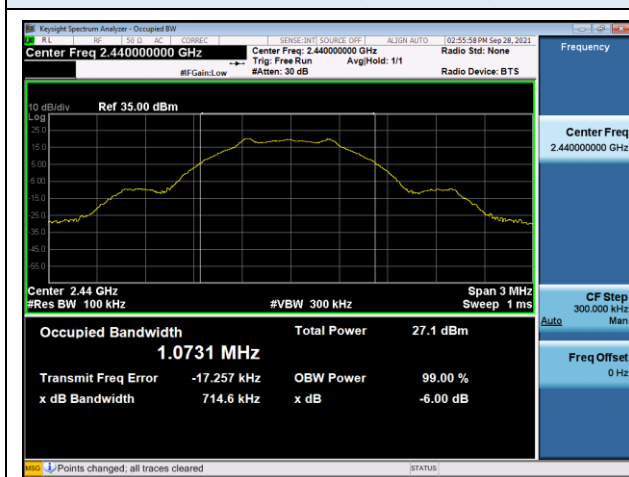 Keysight Spectrum Analyzer - Occupied BW
RL RF 50 Ω AC CORREC SENSE:INT SOURCE OFF ALIGN AUTO 02:55:58 PM Sep 28, 2021
Center Freq 2.440000000 GHz Center Freq: 2.440000000 GHz Radio Std: None Frequency
Trig: Free Run Avg|Hold: 1/1
#IFGain:Low #Atten: 30 dB Radio Device: BTS
10 dB/div Ref 35.00 dBm
Log
25.0
15.0
5.00
-5.00
-15.0
-25.0
-35.0
-45.0
-55.0
Center Freq
2.440000000 GHz
Center 2.44 GHz Span 3 MHz
#Res BW 100 kHz #VBW 300 kHz Sweep 1 ms
CF Step
300.000 kHz
Auto Man
Occupied Bandwidth Total Power 27.1 dBm
1.0731 MHz
Freq Offset
0 Hz
Transmit Freq Error -17.257 kHz OBW Power 99.00 %
x dB Bandwidth 714.6 kHz x dB -6.00 dB
MSG Points changed; all traces cleared STATUS